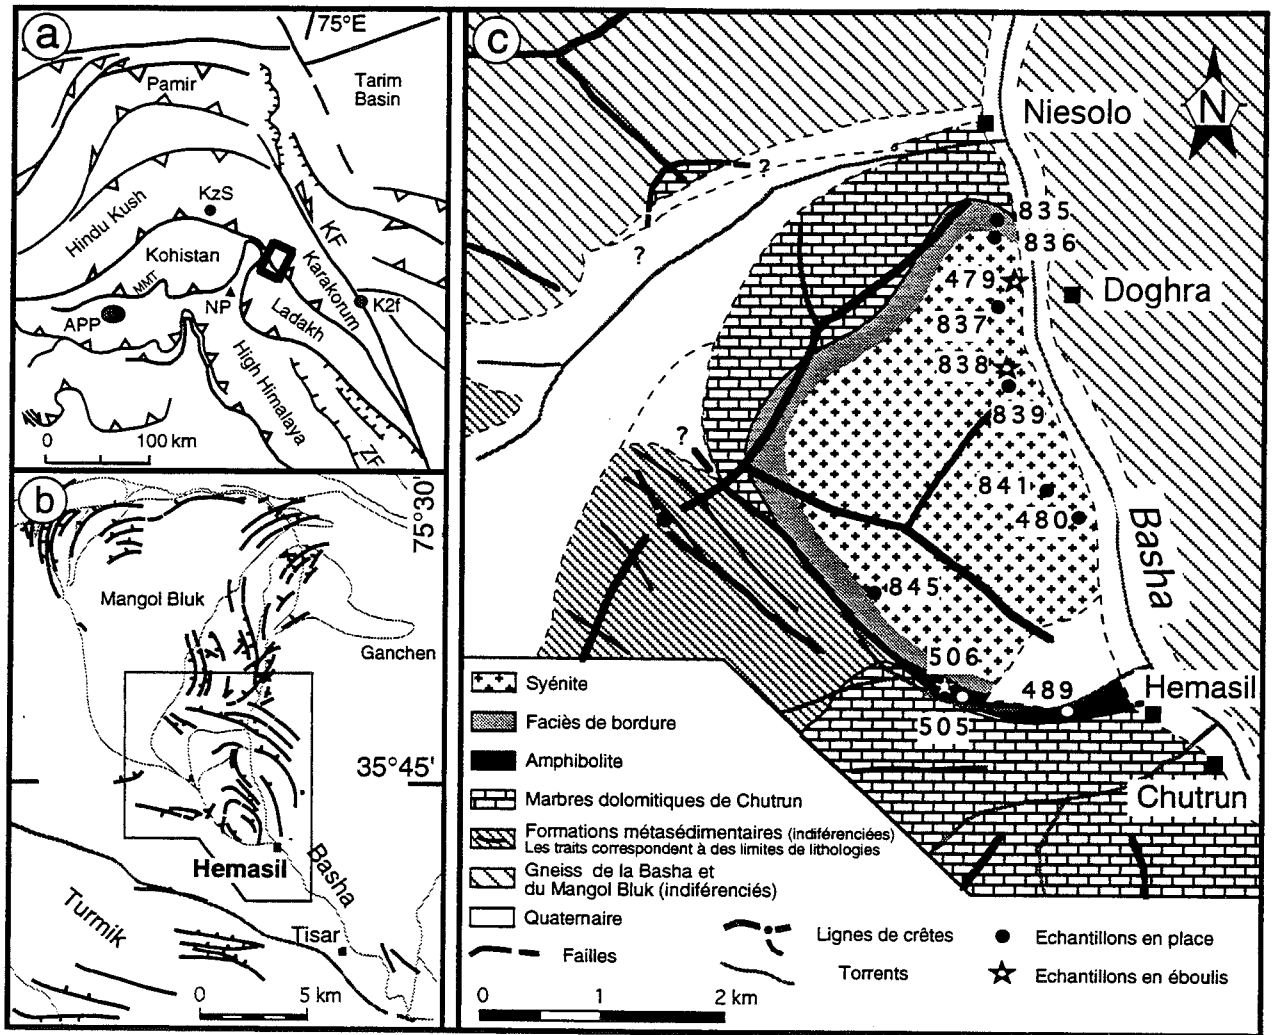 a
75°E
Pamir
Tarim
Basin
Hindu Kush
KzS
KF
Kohistan
Karakorum
MMT
NP
K2f
APP
Ladakh
High Himalaya
ZF
0
100 km
b
75°30'
Mangol Bluk
Ganchen
35°45'
Hemasil
Basha
Turmik
Tisar
0
5 km
c
Niesolo
N
835
836
?
?
479
Doghra
837
838
839
?
841
480
Basha
845
506
489
Hemasil
505
Chutrun
Syénite
Faciès de bordure
Amphibolite
Marbres dolomitiques de Chutrun
Formations métasédimentaires (indiférenciées)
Les traits correspondent à des limites de lithologies
Gneiss de la Basha et
du Mangol Bluk (indiférenciés)
Quaternaire
Failles
Lignes de crêtes
Torrents
Echantillons en place
Echantillons en éboulis
0
1
2 km